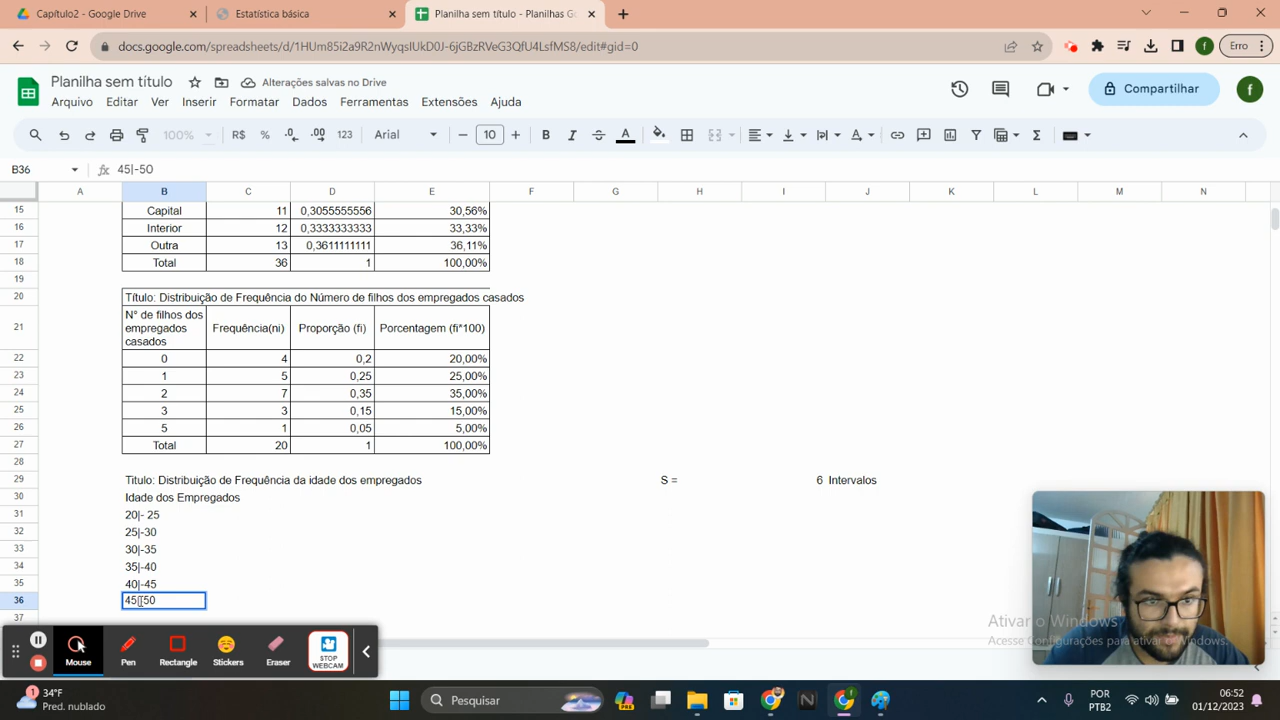 Capítulo2 - Google Drive
Estatística básica
Planilha sem título - Planilhas Go
docs.google.com/spreadsheets/d/1HUm85i2a9R2nWyqsIUkD0J-6jGBzRVeG3QfU4LsfMS8/edit#gid=0
f
Erro
Planilha sem título
Alterações salvas no Drive
Compartilhar
f
Arquivo Editar Ver Inserir Formatar Dados Ferramentas Extensões Ajuda
100% R$ % .0 .00 123 Arial 10 B I S A
B36 fx 45|-50
A B C D E F G H I J K L M N
15 Capital 11 0,3055555556 30,56%
16 Interior 12 0,3333333333 33,33%
17 Outra 13 0,3611111111 36,11%
18 Total 36 1 100,00%
19
20 Título: Distribuição de Frequência do Número de filhos dos empregados casados
21 N° de filhos dos empregados casados Frequência(ni) Proporção (fi) Porcentagem (fi*100)
22 0 4 0,2 20,00%
23 1 5 0,25 25,00%
24 2 7 0,35 35,00%
25 3 3 0,15 15,00%
26 5 1 0,05 5,00%
27 Total 20 1 100,00%
28
29 Titulo: Distribuição de Frequência da idade dos empregados S = 6 Intervalos
30 Idade dos Empregados
31 20|- 25
32 25|-30
33 30|-35
34 35|-40
35 40|-45
36 45|-50
37
Ativar o Windows
Acesse Configurações para ativar o Windows.
Mouse Pen Rectangle Stickers Eraser STOP WEBCAM
1
34°F
Pred. nublado
Pesquisar
POR
PTB2
06:52
01/12/2023